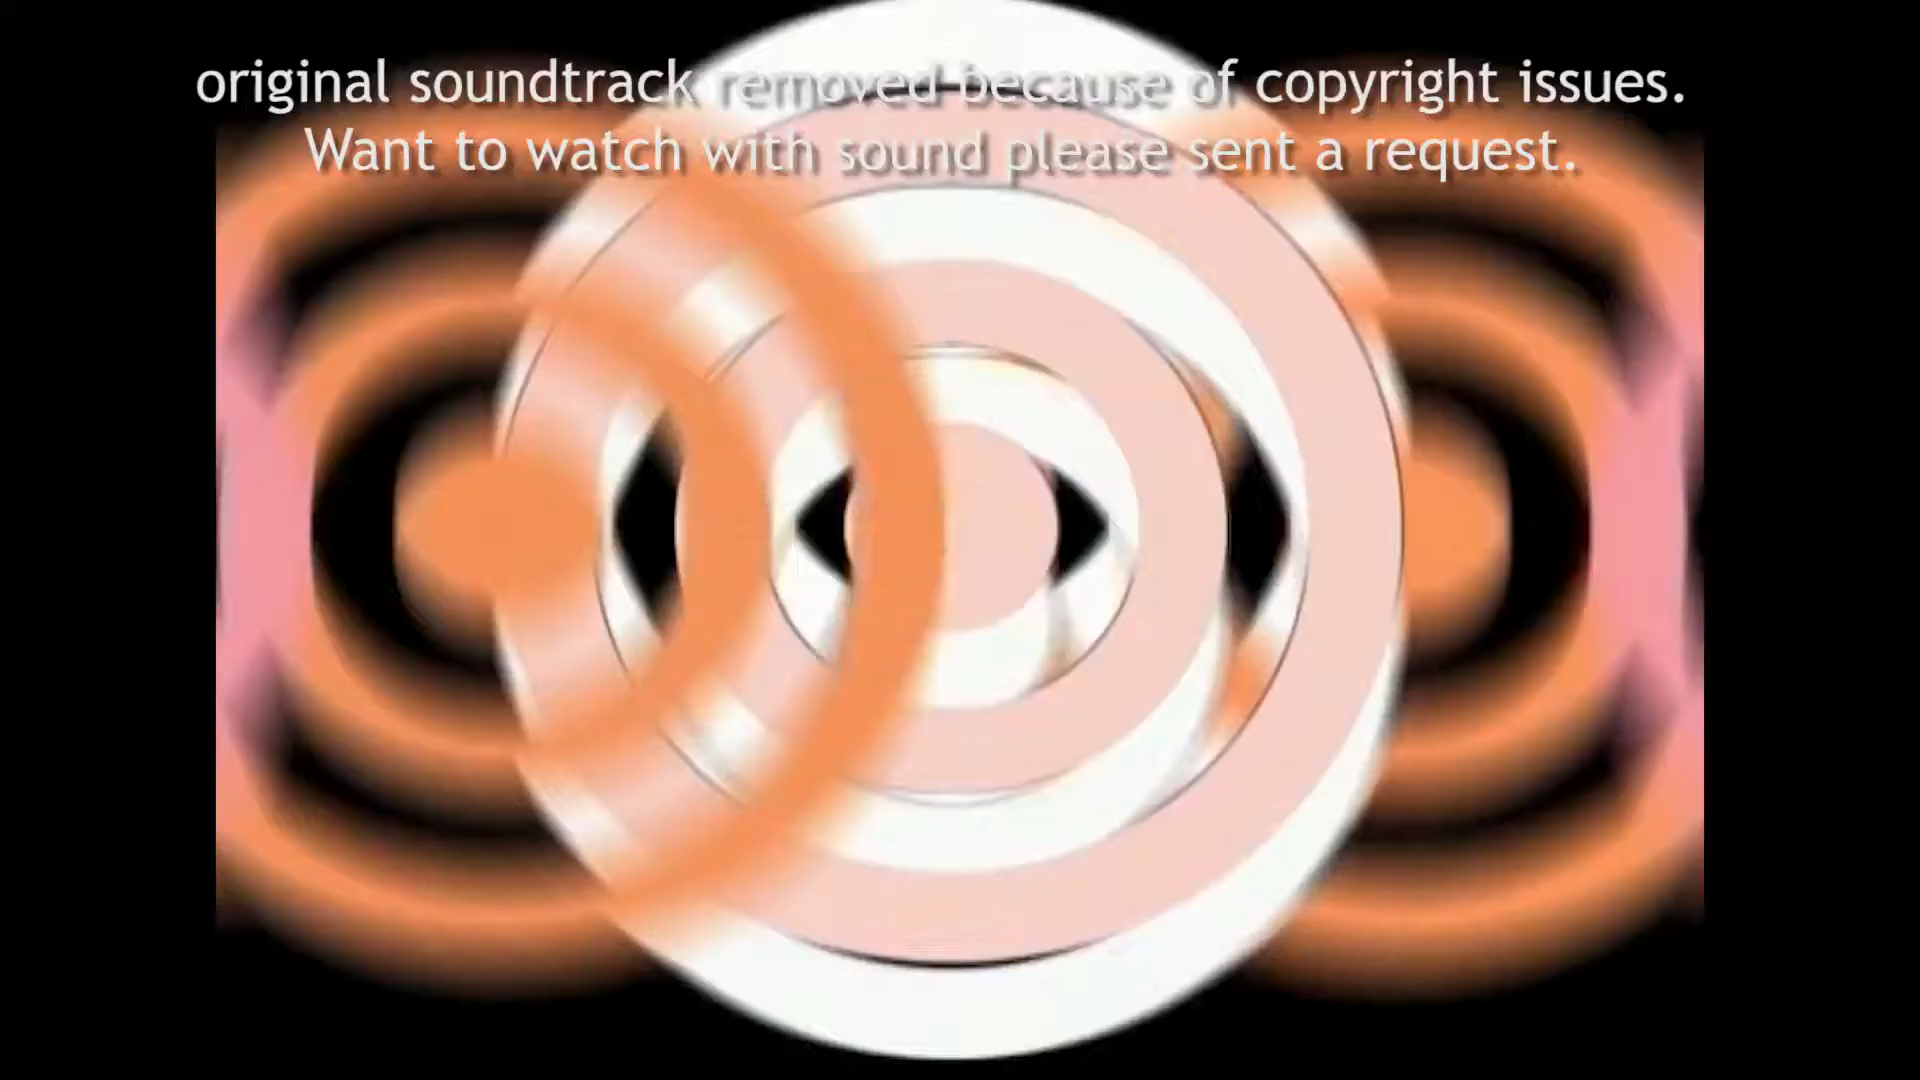 original soundtrack removed because of copyright issues.
Want to watch with sound please sent a request.